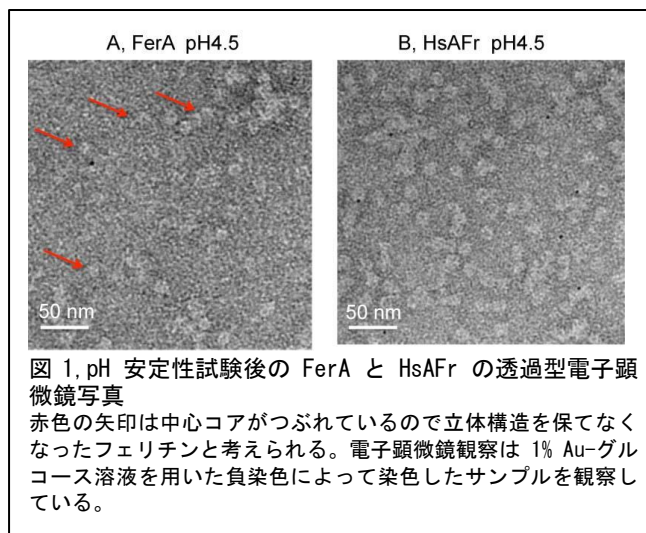 A, FerA pH4.5
B, HsAFr pH4.5
50 nm
50 nm
図 1, pH 安定性試験後の FerA と HsAFr の透過型電子顕
微鏡写真
赤色の矢印は中心コアがつぶれているので立体構造を保てなく
なったフェリチンと考えられる。電子顕微鏡観察は 1% Au-グル
コース溶液を用いた負染色によって染色したサンプルを観察し
ている。